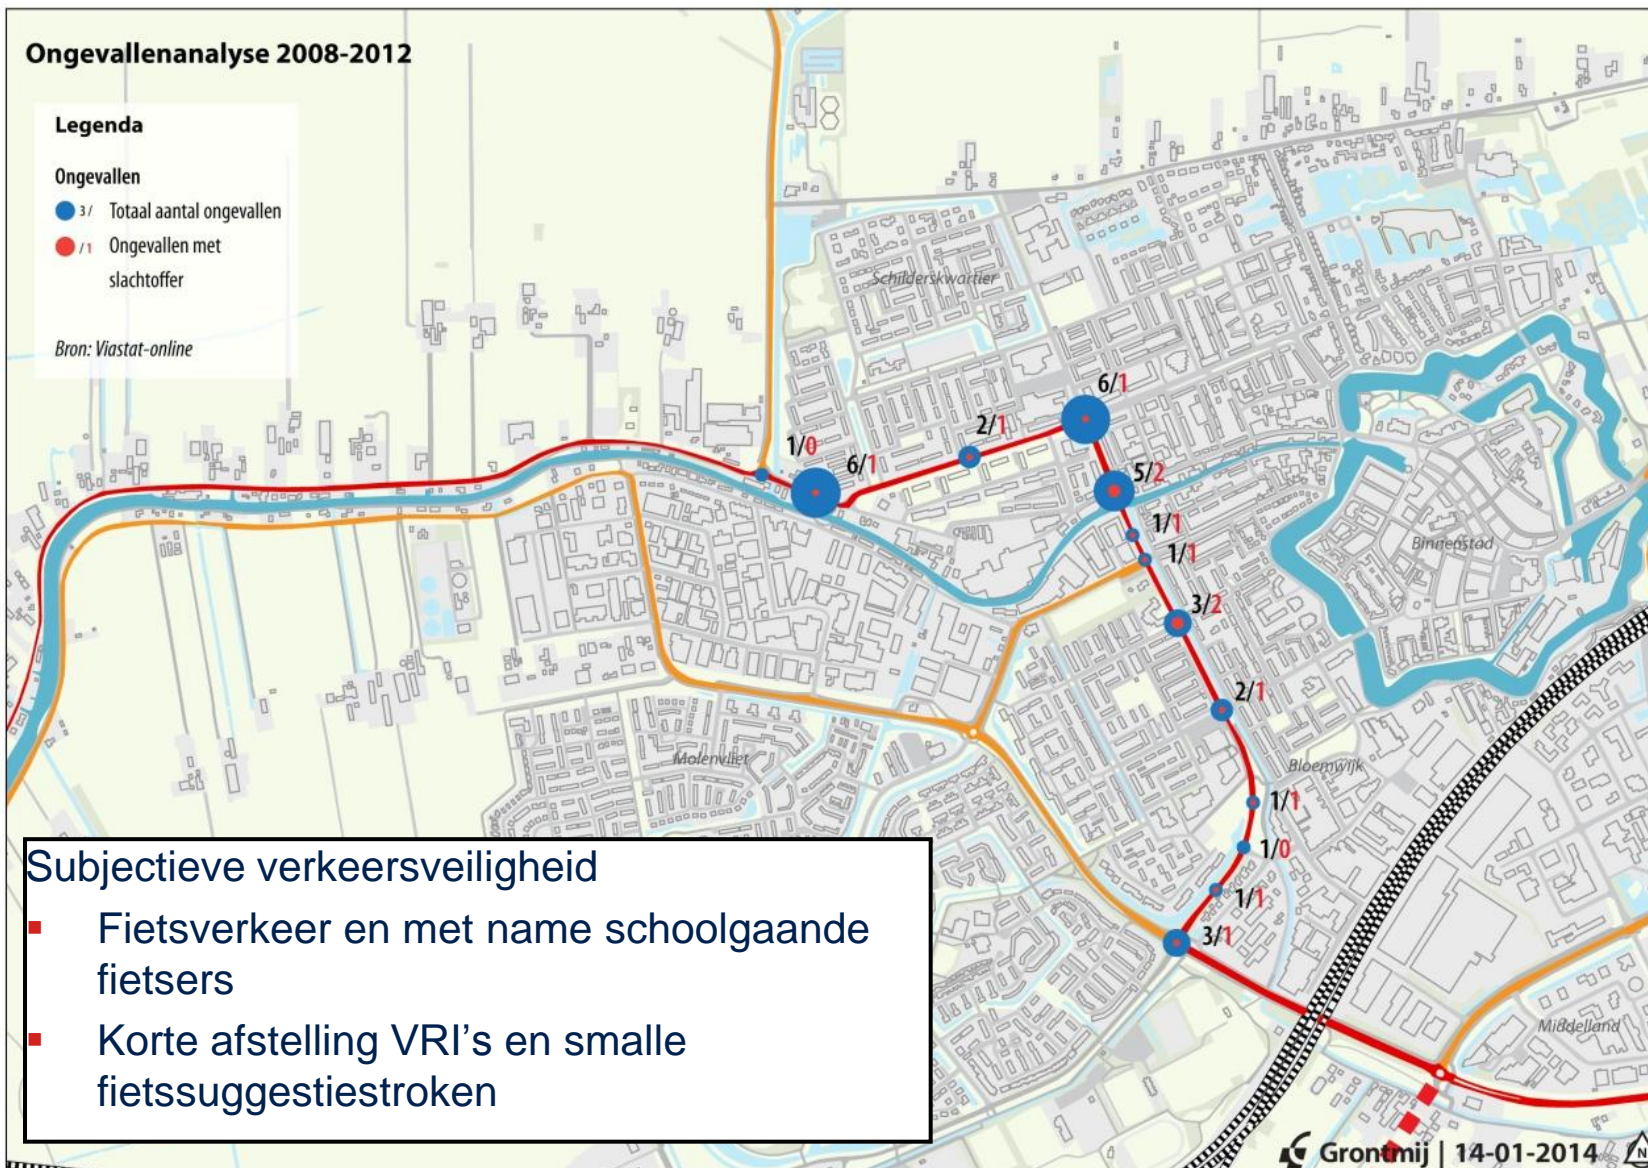 Ongevallenanalyse 2008-2012
Legenda
Ongevallen
3/ Totaal aantal ongevallen
/1 Ongevallen met
slachtoffer
Bron: Viastat-online
Schilderskwartier
6/1
2/1
1/0
6/1
5/2
1/1
1/1
Binnenstad
3/2
2/1
Molenvliet
Bloemwijk
1/1
1/0
1/1
3/1
Middelland
Subjectieve verkeersveiligheid
▪ Fietsverkeer en met name schoolgaande
fietsers
▪ Korte afstelling VRI’s en smalle
fietssuggestiestroken
Grontmij | 14-01-2014